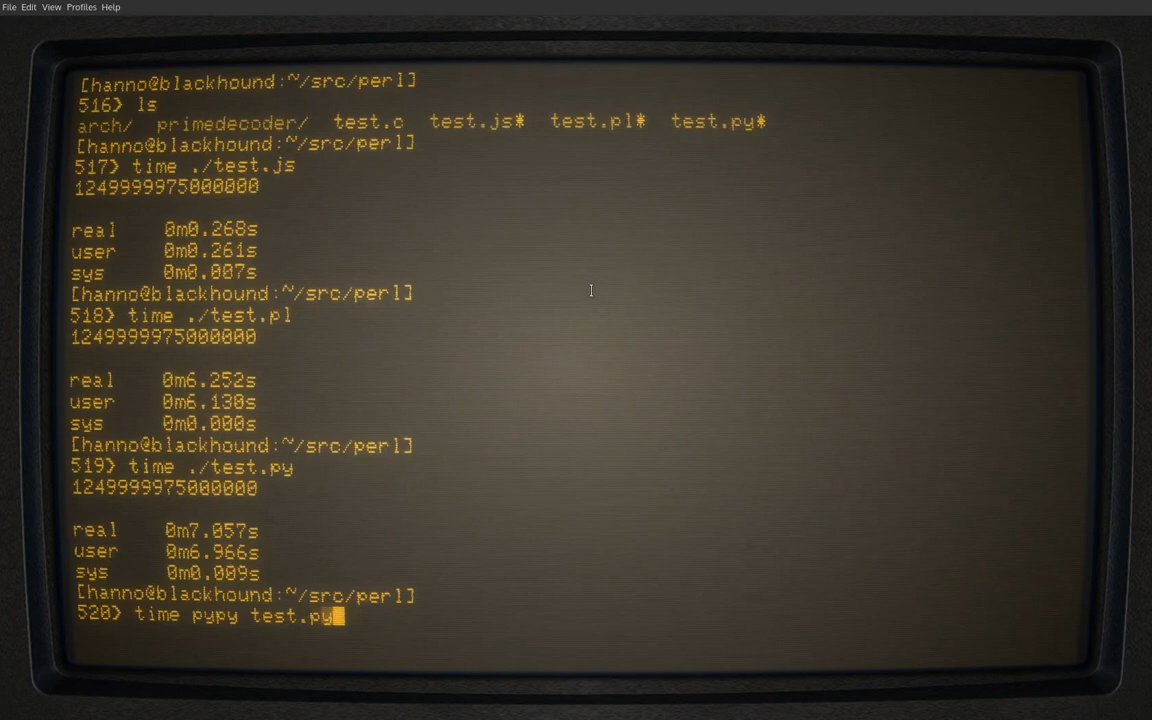 File Edit View Profiles Help
[hanno@blackhound:~/src/perl]
516> ls
arch/ primedecoder/ test.c test.js* test.pl* test.py*
[hanno@blackhound:~/src/perl]
517> time ./test.js
1249999975000000

real 0m0.268s
user 0m0.261s
sys 0m0.007s
[hanno@blackhound:~/src/perl]
518> time ./test.pl
1249999975000000

real 0m6.252s
user 0m6.130s
sys 0m0.000s
[hanno@blackhound:~/src/perl]
519> time ./test.py
1249999975000000

real 0m7.057s
user 0m6.966s
sys 0m0.009s
[hanno@blackhound:~/src/perl]
520> time pypy test.py